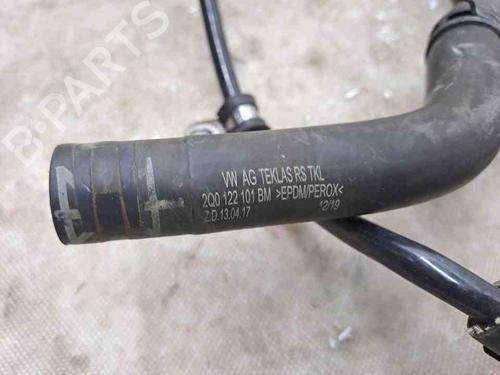 B-PARTS
VW AG TEKLAS RS TKL
2Q0 122 101 BM >EPDM/PEROX<
Z.D.13.04.17
12/19